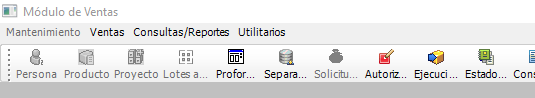 Módulo de Ventas
Mantenimiento Ventas Consultas/Reportes Utilitarios
Persona Producto Proyecto Lotes a... Profor... Separa... Solicitu... Autoriz... Ejecuci... Estado... Cons